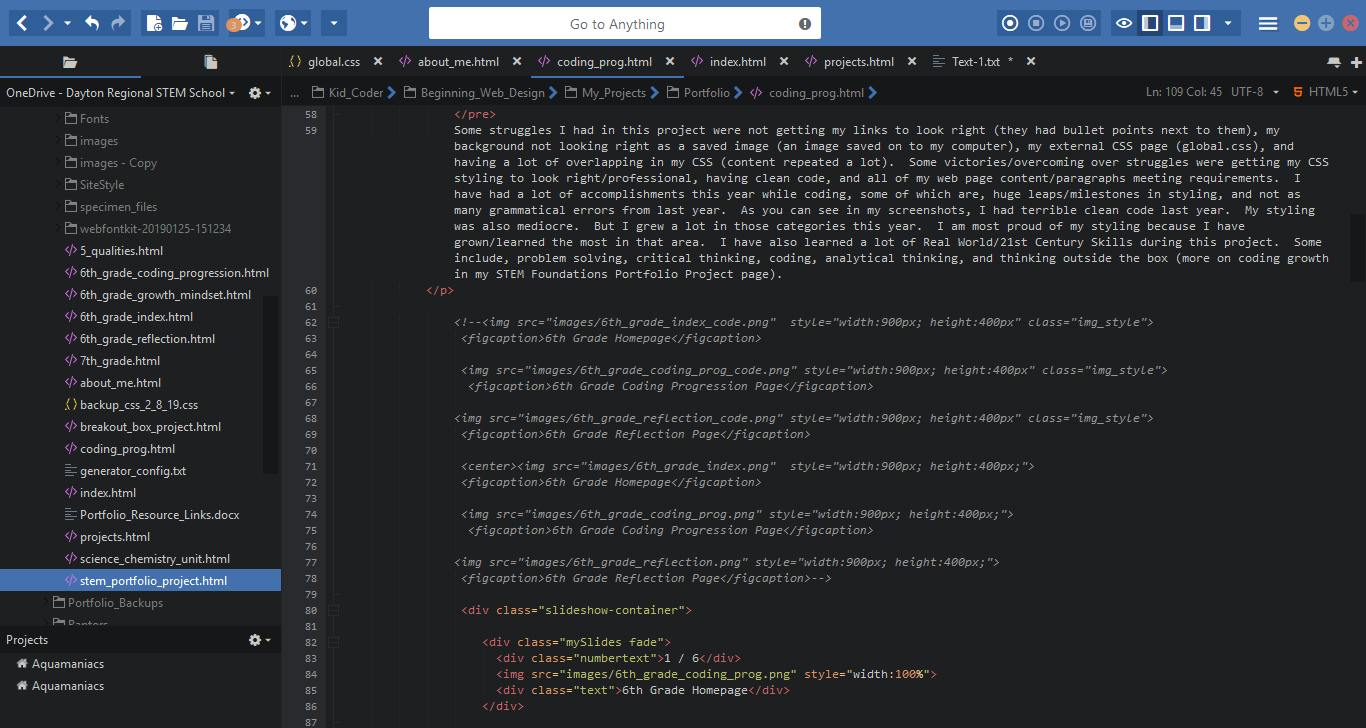 3
Go to Anything
global.css
about_me.html
coding_prog.html
index.html
projects.html
Text-1.txt *
OneDrive - Dayton Regional STEM School
... Kid_Coder Beginning_Web_Design My_Projects Portfolio coding_prog.html
Ln: 109 Col: 45 UTF-8 HTML5
Fonts
images
images - Copy
SiteStyle
specimen_files
webfontkit-20190125-151234
5_qualities.html
6th_grade_coding_progression.html
6th_grade_growth_mindset.html
6th_grade_index.html
6th_grade_reflection.html
7th_grade.html
about_me.html
backup_css_2_8_19.css
breakout_box_project.html
coding_prog.html
generator_config.txt
index.html
Portfolio_Resource_Links.docx
projects.html
science_chemistry_unit.html
stem_portfolio_project.html
Portfolio_Backups
Raptors
Projects
Aquamaniacs
Aquamaniacs
58 </pre>
59 Some struggles I had in this project were not getting my links to look right (they had bullet points next to them), my
background not looking right as a saved image (an image saved on to my computer), my external CSS page (global.css), and
having a lot of overlapping in my CSS (content repeated a lot).  Some victories/overcoming over struggles were getting my CSS
styling to look right/professional, having clean code, and all of my web page content/paragraphs meeting requirements.  I
have had a lot of accomplishments this year while coding, some of which are, huge leaps/milestones in styling, and not as
many grammatical errors from last year.  As you can see in my screenshots, I had terrible clean code last year.  My styling
was also mediocre.  But I grew a lot in those categories this year.  I am most proud of my styling because I have
grown/learned the most in that area.  I have also learned a lot of Real World/21st Century Skills during this project.  Some
include, problem solving, critical thinking, coding, analytical thinking, and thinking outside the box (more on coding growth
in my STEM Foundations Portfolio Project page).
60 </p>
61
62 <!--<img src="images/6th_grade_index_code.png"  style="width:900px; height:400px" class="img_style">
63 <figcaption>6th Grade Homepage</figcaption>
64
65 <img src="images/6th_grade_coding_prog_code.png" style="width:900px; height:400px" class="img_style">
66 <figcaption>6th Grade Coding Progression Page</figcaption>
67
68 <img src="images/6th_grade_reflection_code.png" style="width:900px; height:400px" class="img_style">
69 <figcaption>6th Grade Reflection Page</figcaption>
70
71 <center><img src="images/6th_grade_index.png"  style="width:900px; height:400px;">
72 <figcaption>6th Grade Homepage</figcaption>
73
74 <img src="images/6th_grade_coding_prog.png" style="width:900px; height:400px;">
75 <figcaption>6th Grade Coding Progression Page</figcaption>
76
77 <img src="images/6th_grade_reflection.png" style="width:900px; height:400px;">
78 <figcaption>6th Grade Reflection Page</figcaption>-->
79
80 <div class="slideshow-container">
81
82 <div class="mySlides fade">
83 <div class="numbertext">1 / 6</div>
84 <img src="images/6th_grade_coding_prog.png" style="width:100%">
85 <div class="text">6th Grade Homepage</div>
86 </div>
87